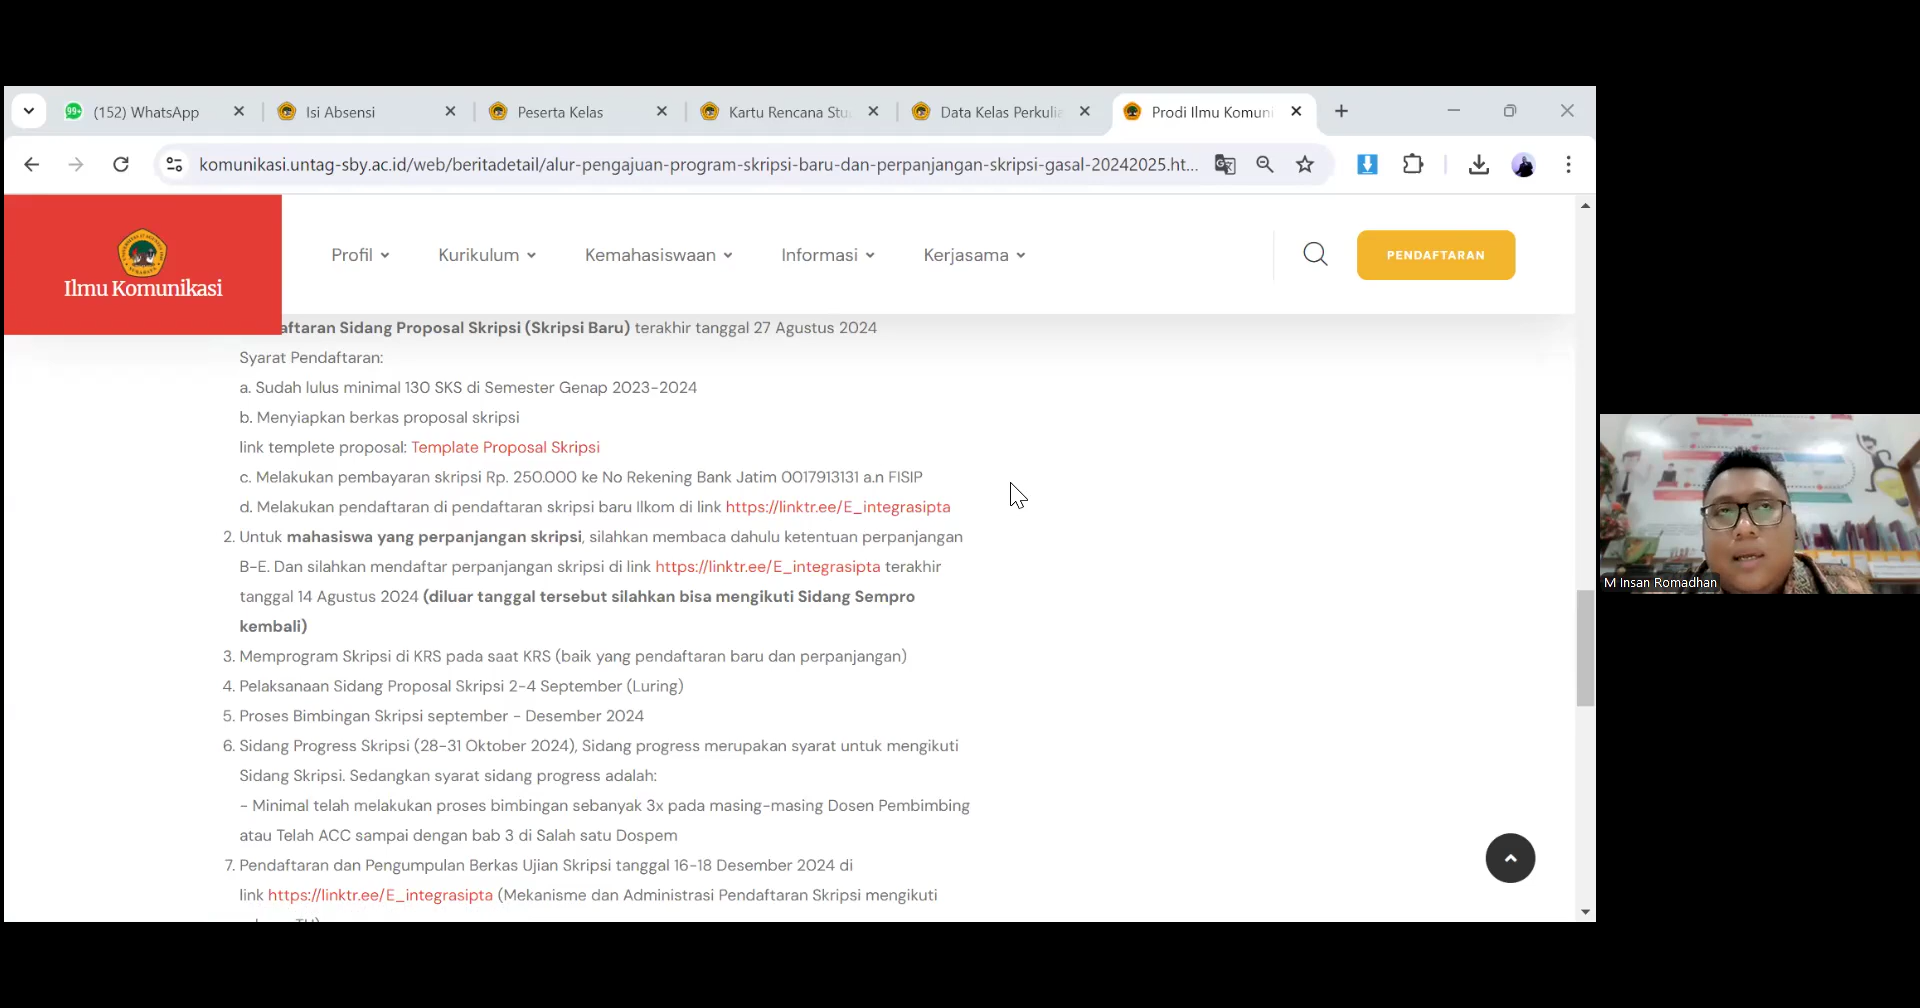 (152) WhatsApp
Isi Absensi
Peserta Kelas
Kartu Rencana Stu
Data Kelas Perkulia
Prodi Ilmu Komuni
komunikasi.untag-sby.ac.id/web/beritadetail/alur-pengajuan-program-skripsi-baru-dan-perpanjangan-skripsi-gasal-20242025.ht...
Ilmu Komunikasi
Profil
Kurikulum
Kemahasiswaan
Informasi
Kerjasama
PENDAFTARAN
aftaran Sidang Proposal Skripsi (Skripsi Baru) terakhir tanggal 27 Agustus 2024
Syarat Pendaftaran:
a. Sudah lulus minimal 130 SKS di Semester Genap 2023-2024
b. Menyiapkan berkas proposal skripsi
link templete proposal: Template Proposal Skripsi
c. Melakukan pembayaran skripsi Rp. 250.000 ke No Rekening Bank Jatim 0017913131 a.n FISIP
d. Melakukan pendaftaran di pendaftaran skripsi baru Ilkom di link https://linktr.ee/E_integrasipta
2. Untuk mahasiswa yang perpanjangan skripsi, silahkan membaca dahulu ketentuan perpanjangan
B-E. Dan silahkan mendaftar perpanjangan skripsi di link https://linktr.ee/E_integrasipta terakhir
tanggal 14 Agustus 2024 (diluar tanggal tersebut silahkan bisa mengikuti Sidang Sempro
kembali)
3. Memprogram Skripsi di KRS pada saat KRS (baik yang pendaftaran baru dan perpanjangan)
4. Pelaksanaan Sidang Proposal Skripsi 2-4 September (Luring)
5. Proses Bimbingan Skripsi september - Desember 2024
6. Sidang Progress Skripsi (28-31 Oktober 2024), Sidang progress merupakan syarat untuk mengikuti
Sidang Skripsi. Sedangkan syarat sidang progress adalah:
- Minimal telah melakukan proses bimbingan sebanyak 3x pada masing-masing Dosen Pembimbing
atau Telah ACC sampai dengan bab 3 di Salah satu Dospem
7. Pendaftaran dan Pengumpulan Berkas Ujian Skripsi tanggal 16-18 Desember 2024 di
link https://linktr.ee/E_integrasipta (Mekanisme dan Administrasi Pendaftaran Skripsi mengikuti
M Insan Romadhan